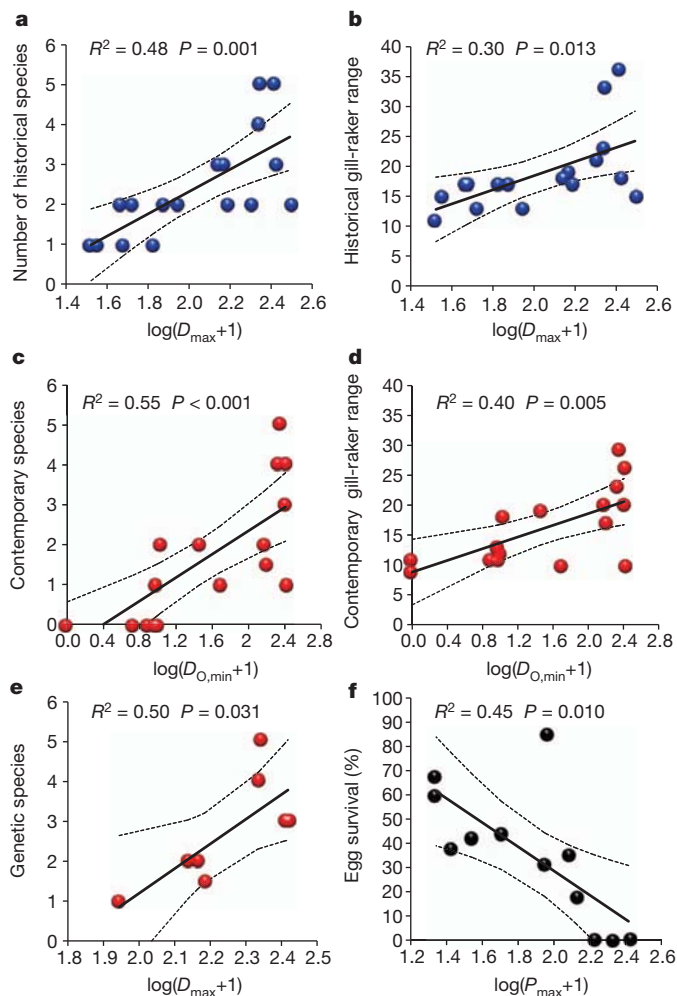 a
R² = 0.48 P = 0.001
Number of historical species
6
5
4
3
2
1
0
1.4 1.6 1.8 2.0 2.2 2.4 2.6
log(Dmax+1)
b
R² = 0.30 P = 0.013
Historical gill-raker range
40
35
30
25
20
15
10
5
0
1.4 1.6 1.8 2.0 2.2 2.4 2.6
log(Dmax+1)
c
R² = 0.55 P < 0.001
Contemporary species
6
5
4
3
2
1
0
0.0 0.4 0.8 1.2 1.6 2.0 2.4 2.8
log(DO,min+1)
d
R² = 0.40 P = 0.005
Contemporary gill-raker range
40
35
30
25
20
15
10
5
0
0.0 0.4 0.8 1.2 1.6 2.0 2.4 2.8
log(DO,min+1)
e
R² = 0.50 P = 0.031
Genetic species
6
5
4
3
2
1
0
1.8 1.9 2.0 2.1 2.2 2.3 2.4 2.5
log(Dmax+1)
f
R² = 0.45 P = 0.010
Egg survival (%)
100
90
80
70
60
50
40
30
20
10
0
1.2 1.4 1.6 1.8 2.0 2.2 2.4 2.6
log(Pmax+1)